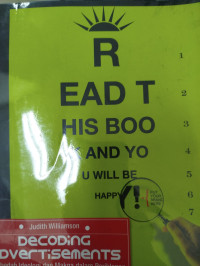 R 1
EAD T 2
HIS BOO 3
K AND YO 4
U WILL BE 5
HAPPY 6
7
Judith Williamson
DECODING
ADVERTISEMENTS